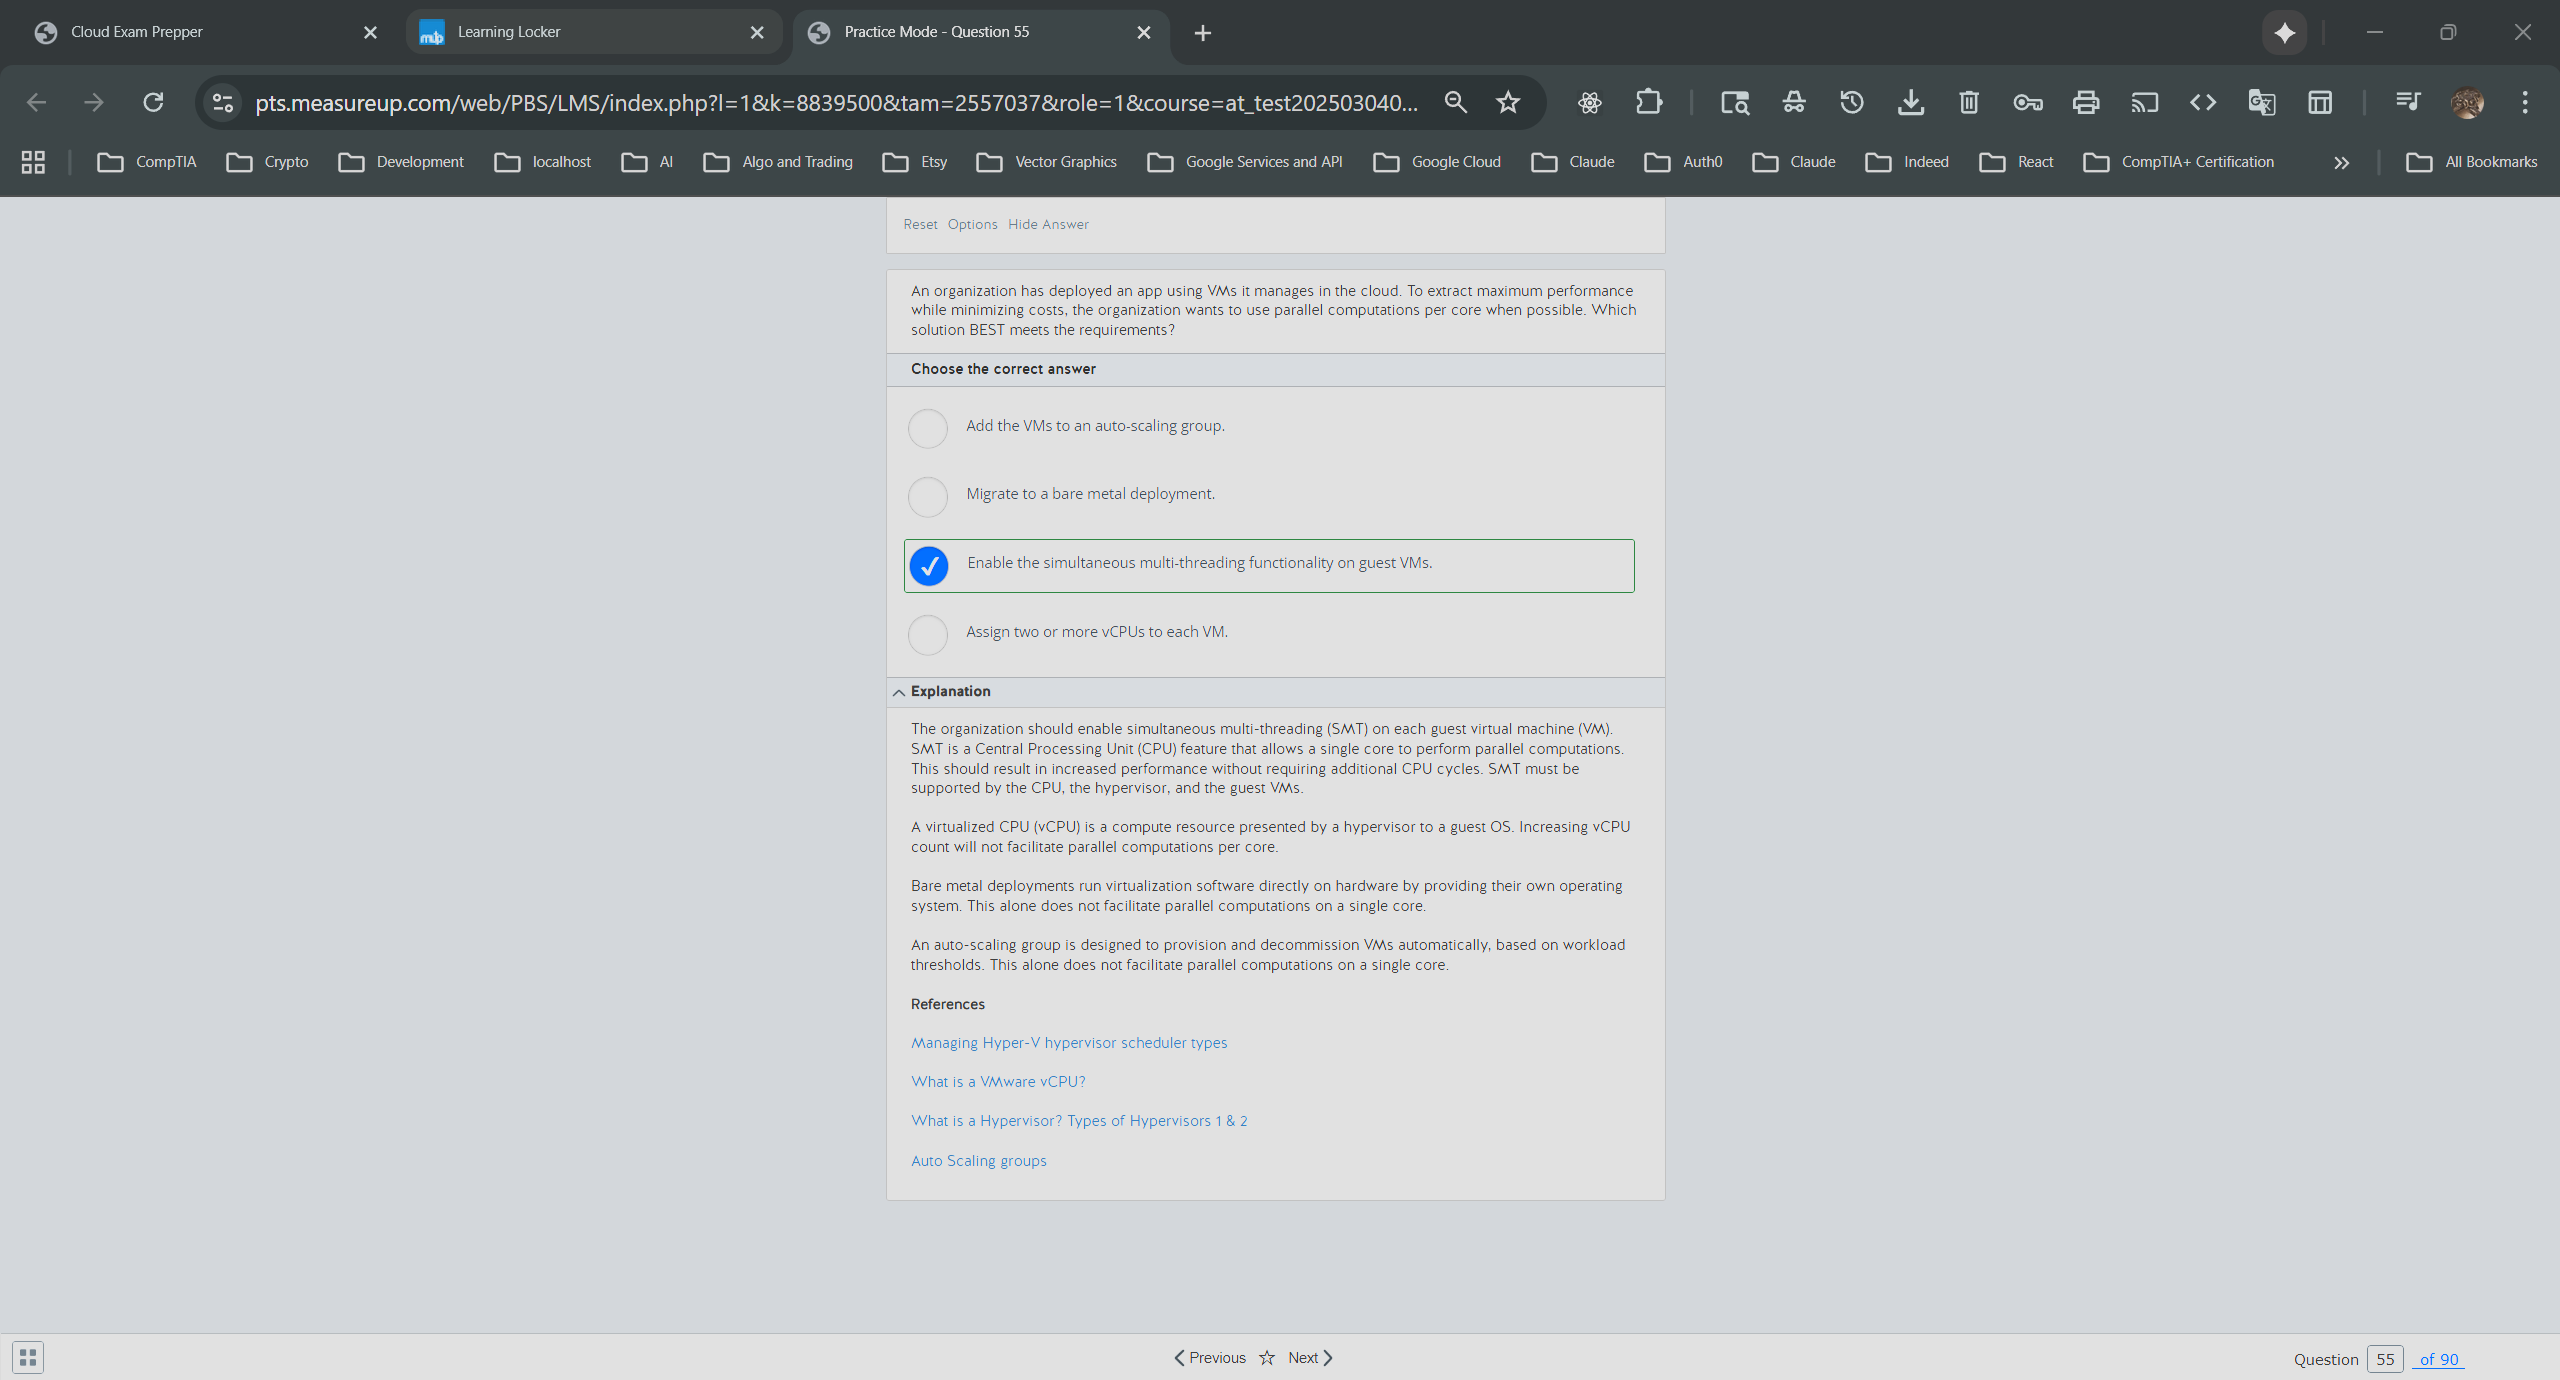 Cloud Exam Prepper
mup
Learning Locker
Practice Mode - Question 55
pts.measureup.com/web/PBS/LMS/index.php?l=1&k=8839500&tam=2557037&role=1&course=at_test202503040...
CompTIA
Crypto
Development
localhost
AI
Algo and Trading
Etsy
Vector Graphics
Google Services and API
Google Cloud
Claude
Auth0
Claude
Indeed
React
CompTIA+ Certification
All Bookmarks
Reset Options Hide Answer
An organization has deployed an app using VMs it manages in the cloud. To extract maximum performance
while minimizing costs, the organization wants to use parallel computations per core when possible. Which
solution BEST meets the requirements?
Choose the correct answer
Add the VMs to an auto-scaling group.
Migrate to a bare metal deployment.
Enable the simultaneous multi-threading functionality on guest VMs.
Assign two or more vCPUs to each VM.
Explanation
The organization should enable simultaneous multi-threading (SMT) on each guest virtual machine (VM).
SMT is a Central Processing Unit (CPU) feature that allows a single core to perform parallel computations.
This should result in increased performance without requiring additional CPU cycles. SMT must be
supported by the CPU, the hypervisor, and the guest VMs.
A virtualized CPU (vCPU) is a compute resource presented by a hypervisor to a guest OS. Increasing vCPU
count will not facilitate parallel computations per core.
Bare metal deployments run virtualization software directly on hardware by providing their own operating
system. This alone does not facilitate parallel computations on a single core.
An auto-scaling group is designed to provision and decommission VMs automatically, based on workload
thresholds. This alone does not facilitate parallel computations on a single core.
References
Managing Hyper-V hypervisor scheduler types
What is a VMware vCPU?
What is a Hypervisor? Types of Hypervisors 1 & 2
Auto Scaling groups
Previous
Next
Question 55 of 90